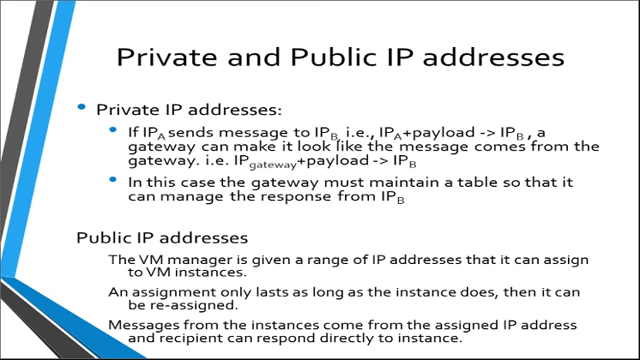 Private and Public IP addresses
• Private IP addresses:
• If IPA sends message to IPB, i.e., IPA+payload -> IPB , a
gateway can make it look like the message comes from the
gateway. i.e. IPgateway+payload -> IPB
• In this case the gateway must maintain a table so that it
can manage the response from IPB
Public IP addresses
The VM manager is given a range of IP addresses that it can assign
to VM instances.
An assignment only lasts as long as the instance does, then it can
be re-assigned.
Messages from the instances come from the assigned IP address
and recipient can respond directly to instance.